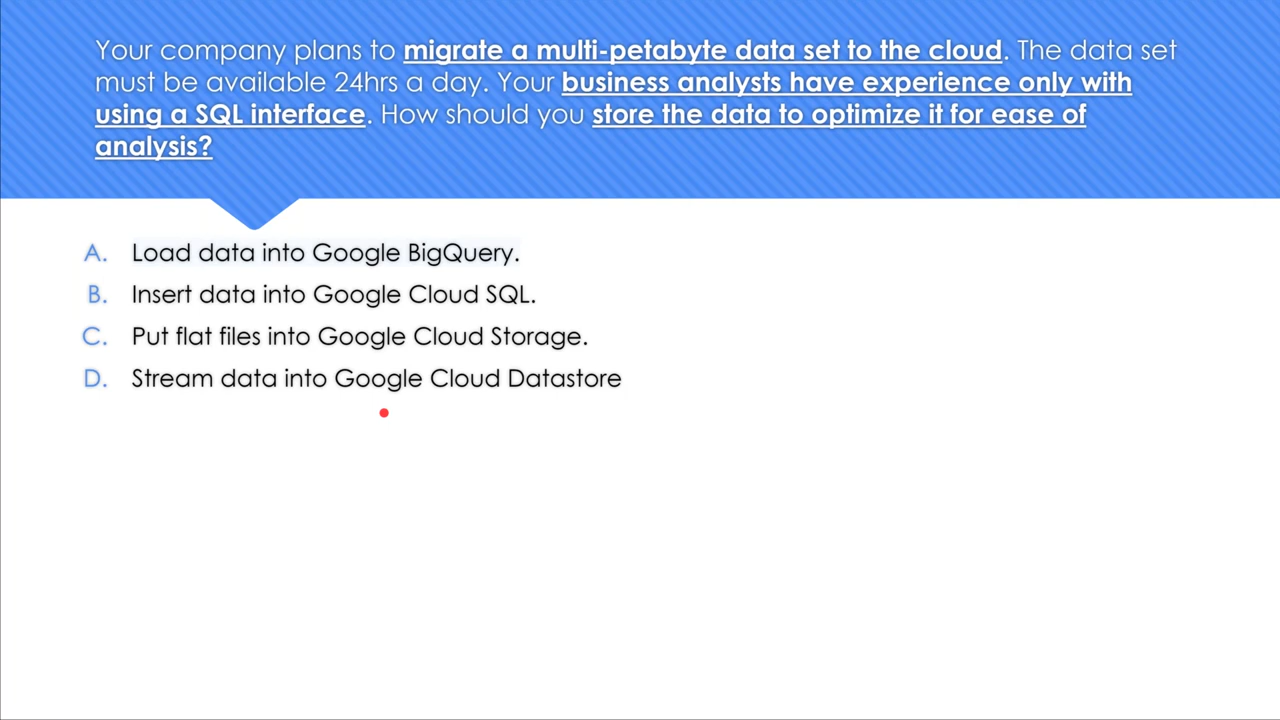 Your company plans to migrate a multi-petabyte data set to the cloud. The data set
must be available 24hrs a day. Your business analysts have experience only with
using a SQL interface. How should you store the data to optimize it for ease of
analysis?
A. Load data into Google BigQuery.
B. Insert data into Google Cloud SQL.
C. Put flat files into Google Cloud Storage.
D. Stream data into Google Cloud Datastore